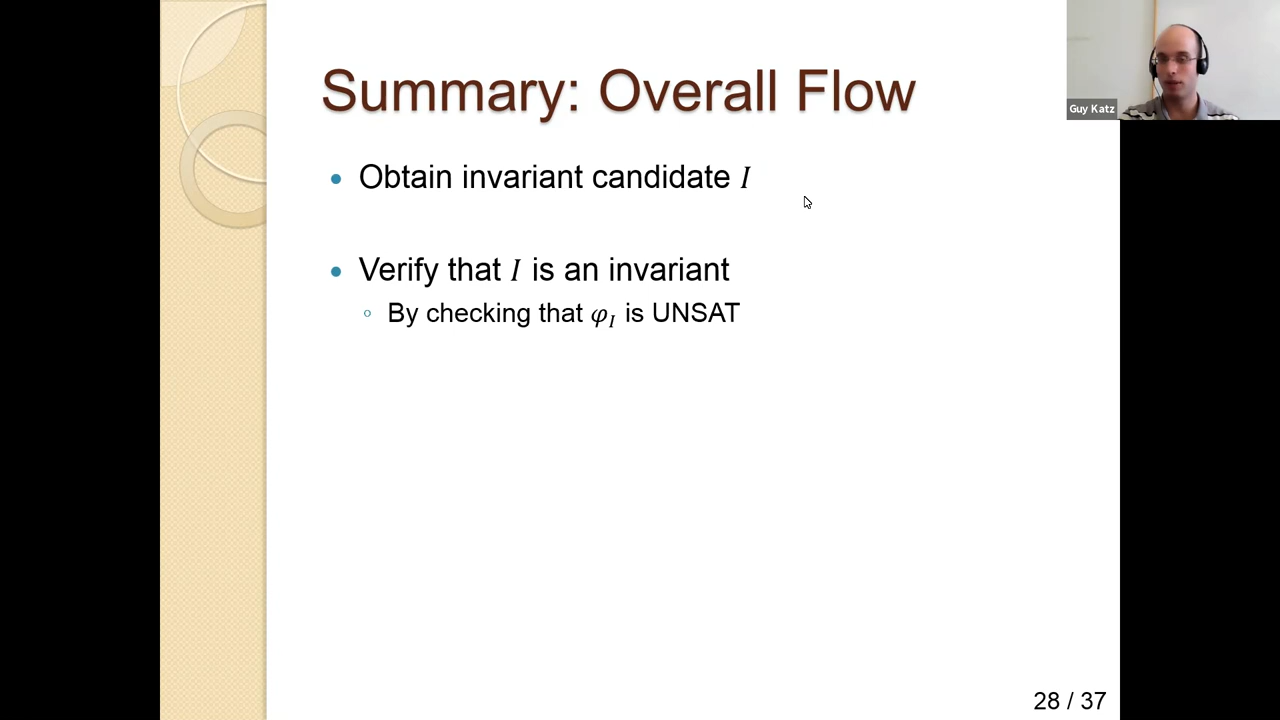 Summary: Overall Flow
Guy Katz
• Obtain invariant candidate 𝐼
• Verify that 𝐼 is an invariant
◦ By checking that 𝜑𝐼 is UNSAT
28 / 37